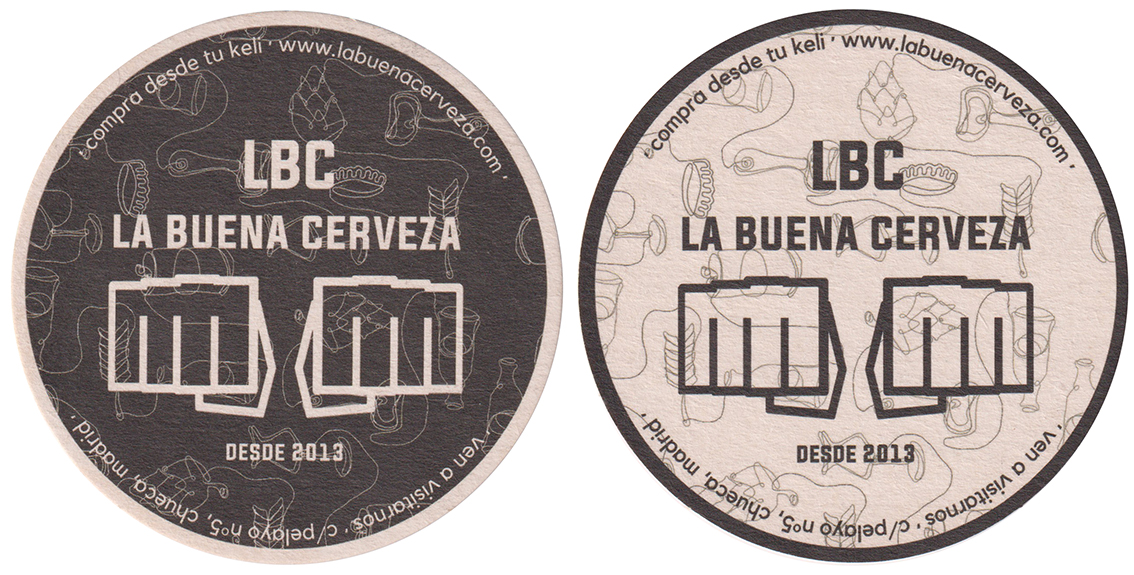 ' compra desde tu keli ' www.labuenacerveza.com '
LBC
LA BUENA CERVEZA
DESDE 2013
' ven a visitarnos ' c/pelayo nº5, chueca, madrid '
' compra desde tu keli ' www.labuenacerveza.com '
LBC
LA BUENA CERVEZA
DESDE 2013
' ven a visitarnos ' c/pelayo nº5, chueca, madrid '